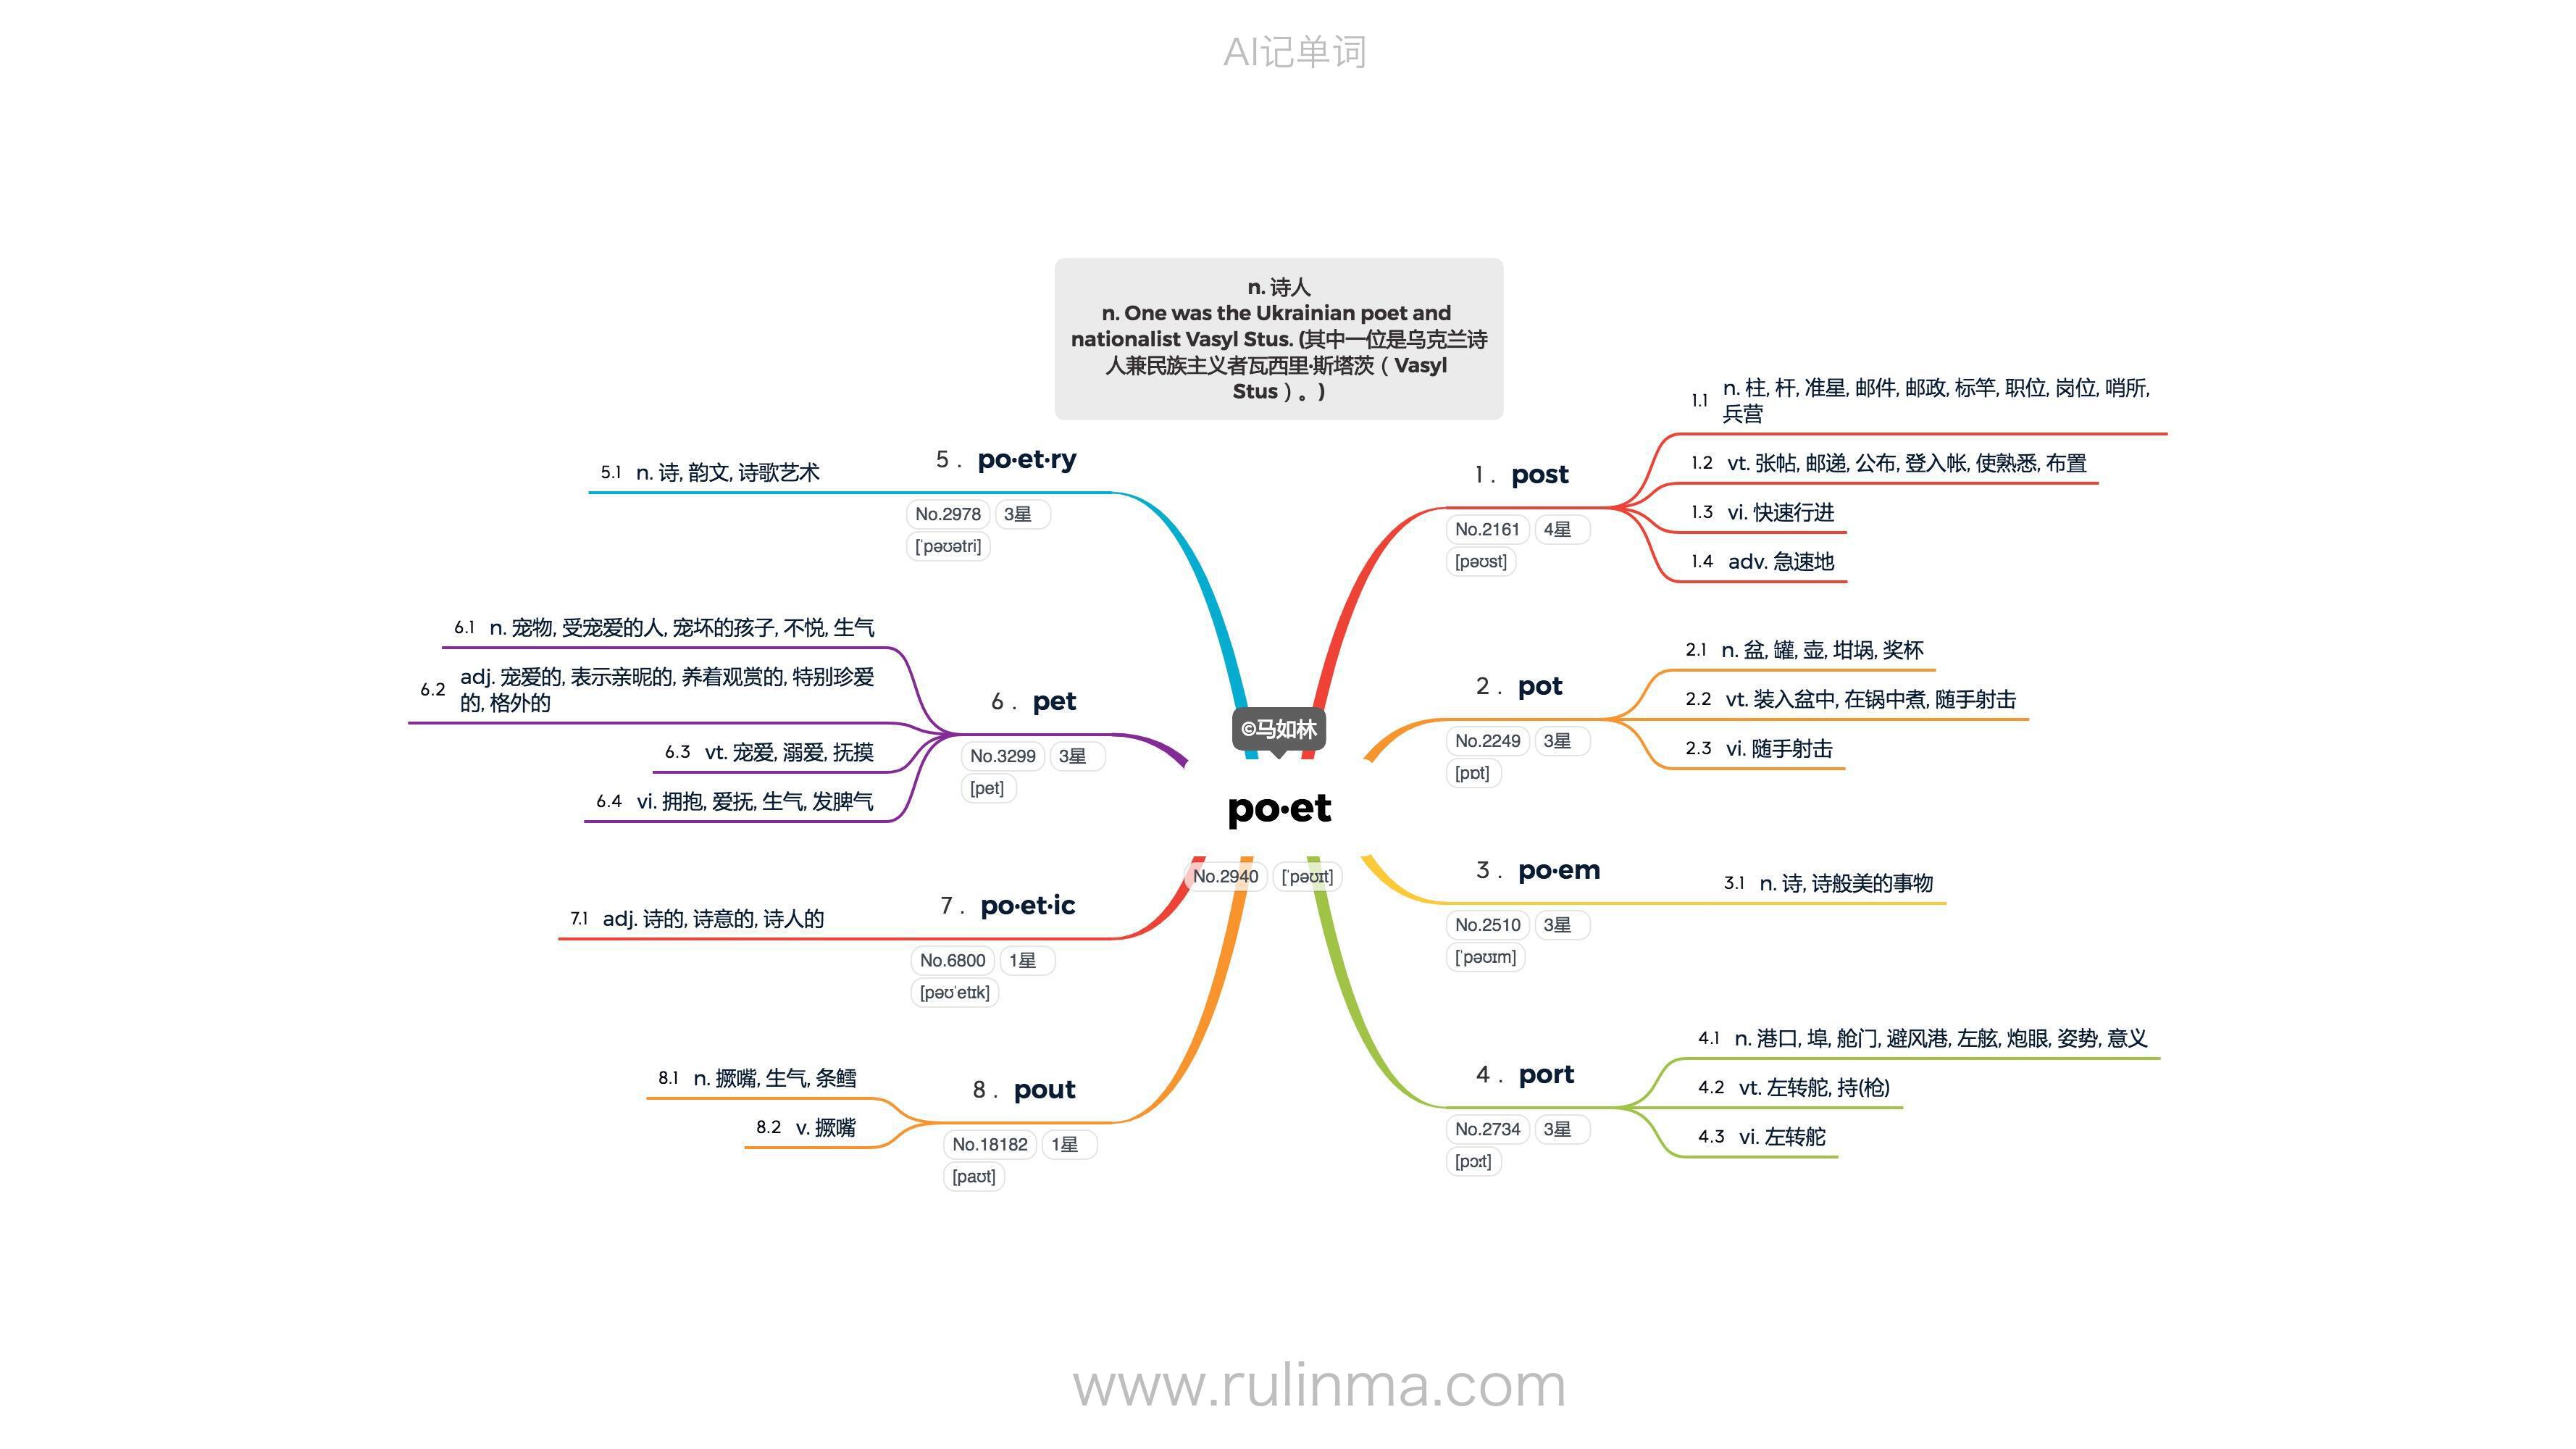 AI记单词
n. 诗人
n. One was the Ukrainian poet and
nationalist Vasyl Stus. (其中一位是乌克兰诗
人兼民族主义者瓦西里·斯塔茨（Vasyl
Stus）。)
©马如林
po·et
No.2940 [ˈpəʊɪt]
1. post
No.2161 4星
[pəʊst]
1.1 n. 柱, 杆, 准星, 邮件, 邮政, 标竿, 职位, 岗位, 哨所,
兵营
1.2 vt. 张帖, 邮递, 公布, 登入帐, 使熟悉, 布置
1.3 vi. 快速行进
1.4 adv. 急速地
2. pot
No.2249 3星
[pɒt]
2.1 n. 盆, 罐, 壶, 坩埚, 奖杯
2.2 vt. 装入盆中, 在锅中煮, 随手射击
2.3 vi. 随手射击
3. po·em
No.2510 3星
[ˈpəʊɪm]
3.1 n. 诗, 诗般美的事物
4. port
No.2734 3星
[pɔːt]
4.1 n. 港口, 埠, 舱门, 避风港, 左舷, 炮眼, 姿势, 意义
4.2 vt. 左转舵, 持(枪)
4.3 vi. 左转舵
5. po·et·ry
No.2978 3星
[ˈpəʊətri]
5.1 n. 诗, 韵文, 诗歌艺术
6. pet
No.3299 3星
[pet]
6.1 n. 宠物, 受宠爱的人, 宠坏的孩子, 不悦, 生气
6.2 adj. 宠爱的, 表示亲昵的, 养着观赏的, 特别珍爱
的, 格外的
6.3 vt. 宠爱, 溺爱, 抚摸
6.4 vi. 拥抱, 爱抚, 生气, 发脾气
7. po·et·ic
No.6800 1星
[pəʊˈetɪk]
7.1 adj. 诗的, 诗意的, 诗人的
8. pout
No.18182 1星
[paʊt]
8.1 n. 撅嘴, 生气, 条鳕
8.2 v. 撅嘴
www.rulinma.com